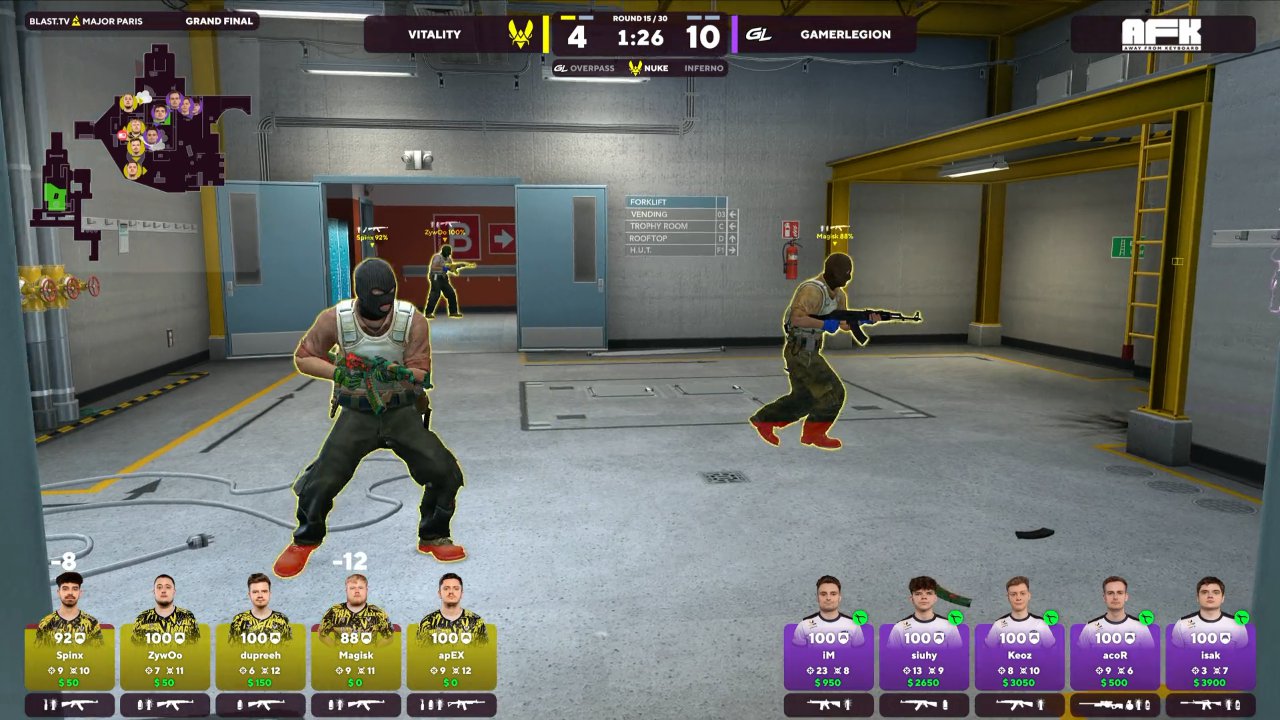 BLAST.TV MAJOR PARIS GRAND FINAL
VITALITY
4
ROUND 15 / 30
1:26
10
GL
GAMERLEGION
AFK
AWAY FROM KEYBOARD
GL OVERPASS
NUKE
INFERNO
FORKLIFT
VENDING 03
TROPHY ROOM C
ROOFTOP D
H.U.T. F1
B
Spinx 92%
ZywOo 100%
Magisk 88%
-8
-12
92
Spinx
9 10
$50
100
ZywOo
7 11
$50
100
dupreeh
6 12
$150
88
Magisk
9 11
$0
100
apEX
9 12
$0
100
iM
23 8
$950
100
siuhy
13 9
$2650
100
Keoz
8 10
$3050
100
acoR
9 6
$500
100
isak
3 7
$3900